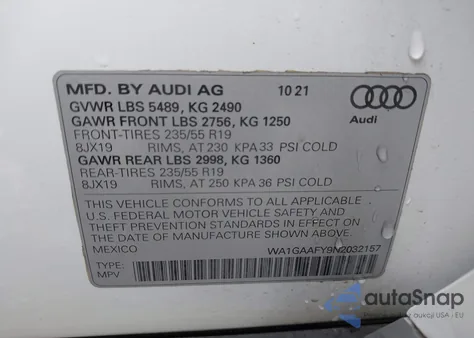 MFD. BY AUDI AG 10 21
GVWR LBS 5489, KG 2490
GAWR FRONT LBS 2756, KG 1250 Audi
FRONT-TIRES 235/55 R19
8JX19 RIMS, AT 230 KPA 33 PSI COLD
GAWR REAR LBS 2998, KG 1360
REAR-TIRES 235/55 R19
8JX19 RIMS, AT 250 KPA 36 PSI COLD
THIS VEHICLE CONFORMS TO ALL APPLICABLE
U.S. FEDERAL MOTOR VEHICLE SAFETY AND
THEFT PREVENTION STANDARDS IN EFFECT ON
THE DATE OF MANUFACTURE SHOWN ABOVE.
MEXICO WA1GAAFY9N2032157
TYPE:
MPV
autoSnap